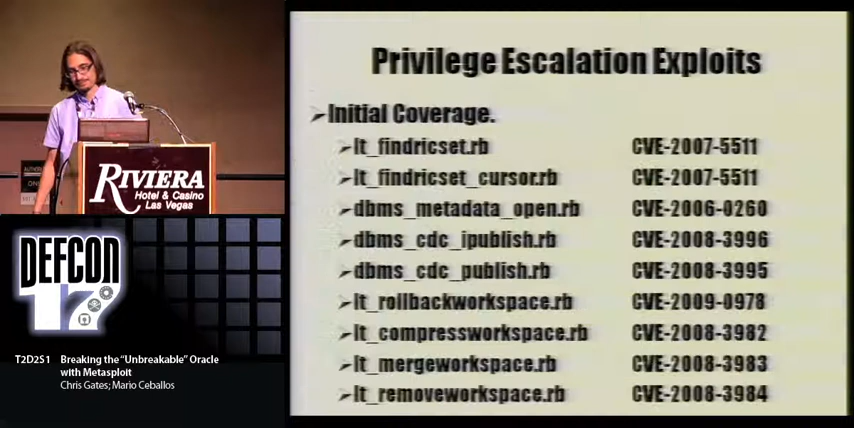 Privilege Escalation Exploits
Initial Coverage.
lt_findricset.rb CVE-2007-5511
lt_findricset_cursor.rb CVE-2007-5511
dbms_metadata_open.rb CVE-2006-0260
dbms_cdc_ipublish.rb CVE-2008-3996
dbms_cdc_publish.rb CVE-2008-3995
lt_rollbackworkspace.rb CVE-2009-0978
lt_compressworkspace.rb CVE-2008-3982
lt_mergeworkspace.rb CVE-2008-3983
lt_removeworkspace.rb CVE-2008-3984
RIVIERA
Hotel & Casino
Las Vegas
DEFCON
17
T2D2S1 Breaking the “Unbreakable” Oracle
with Metasploit
Chris Gates; Mario Ceballos